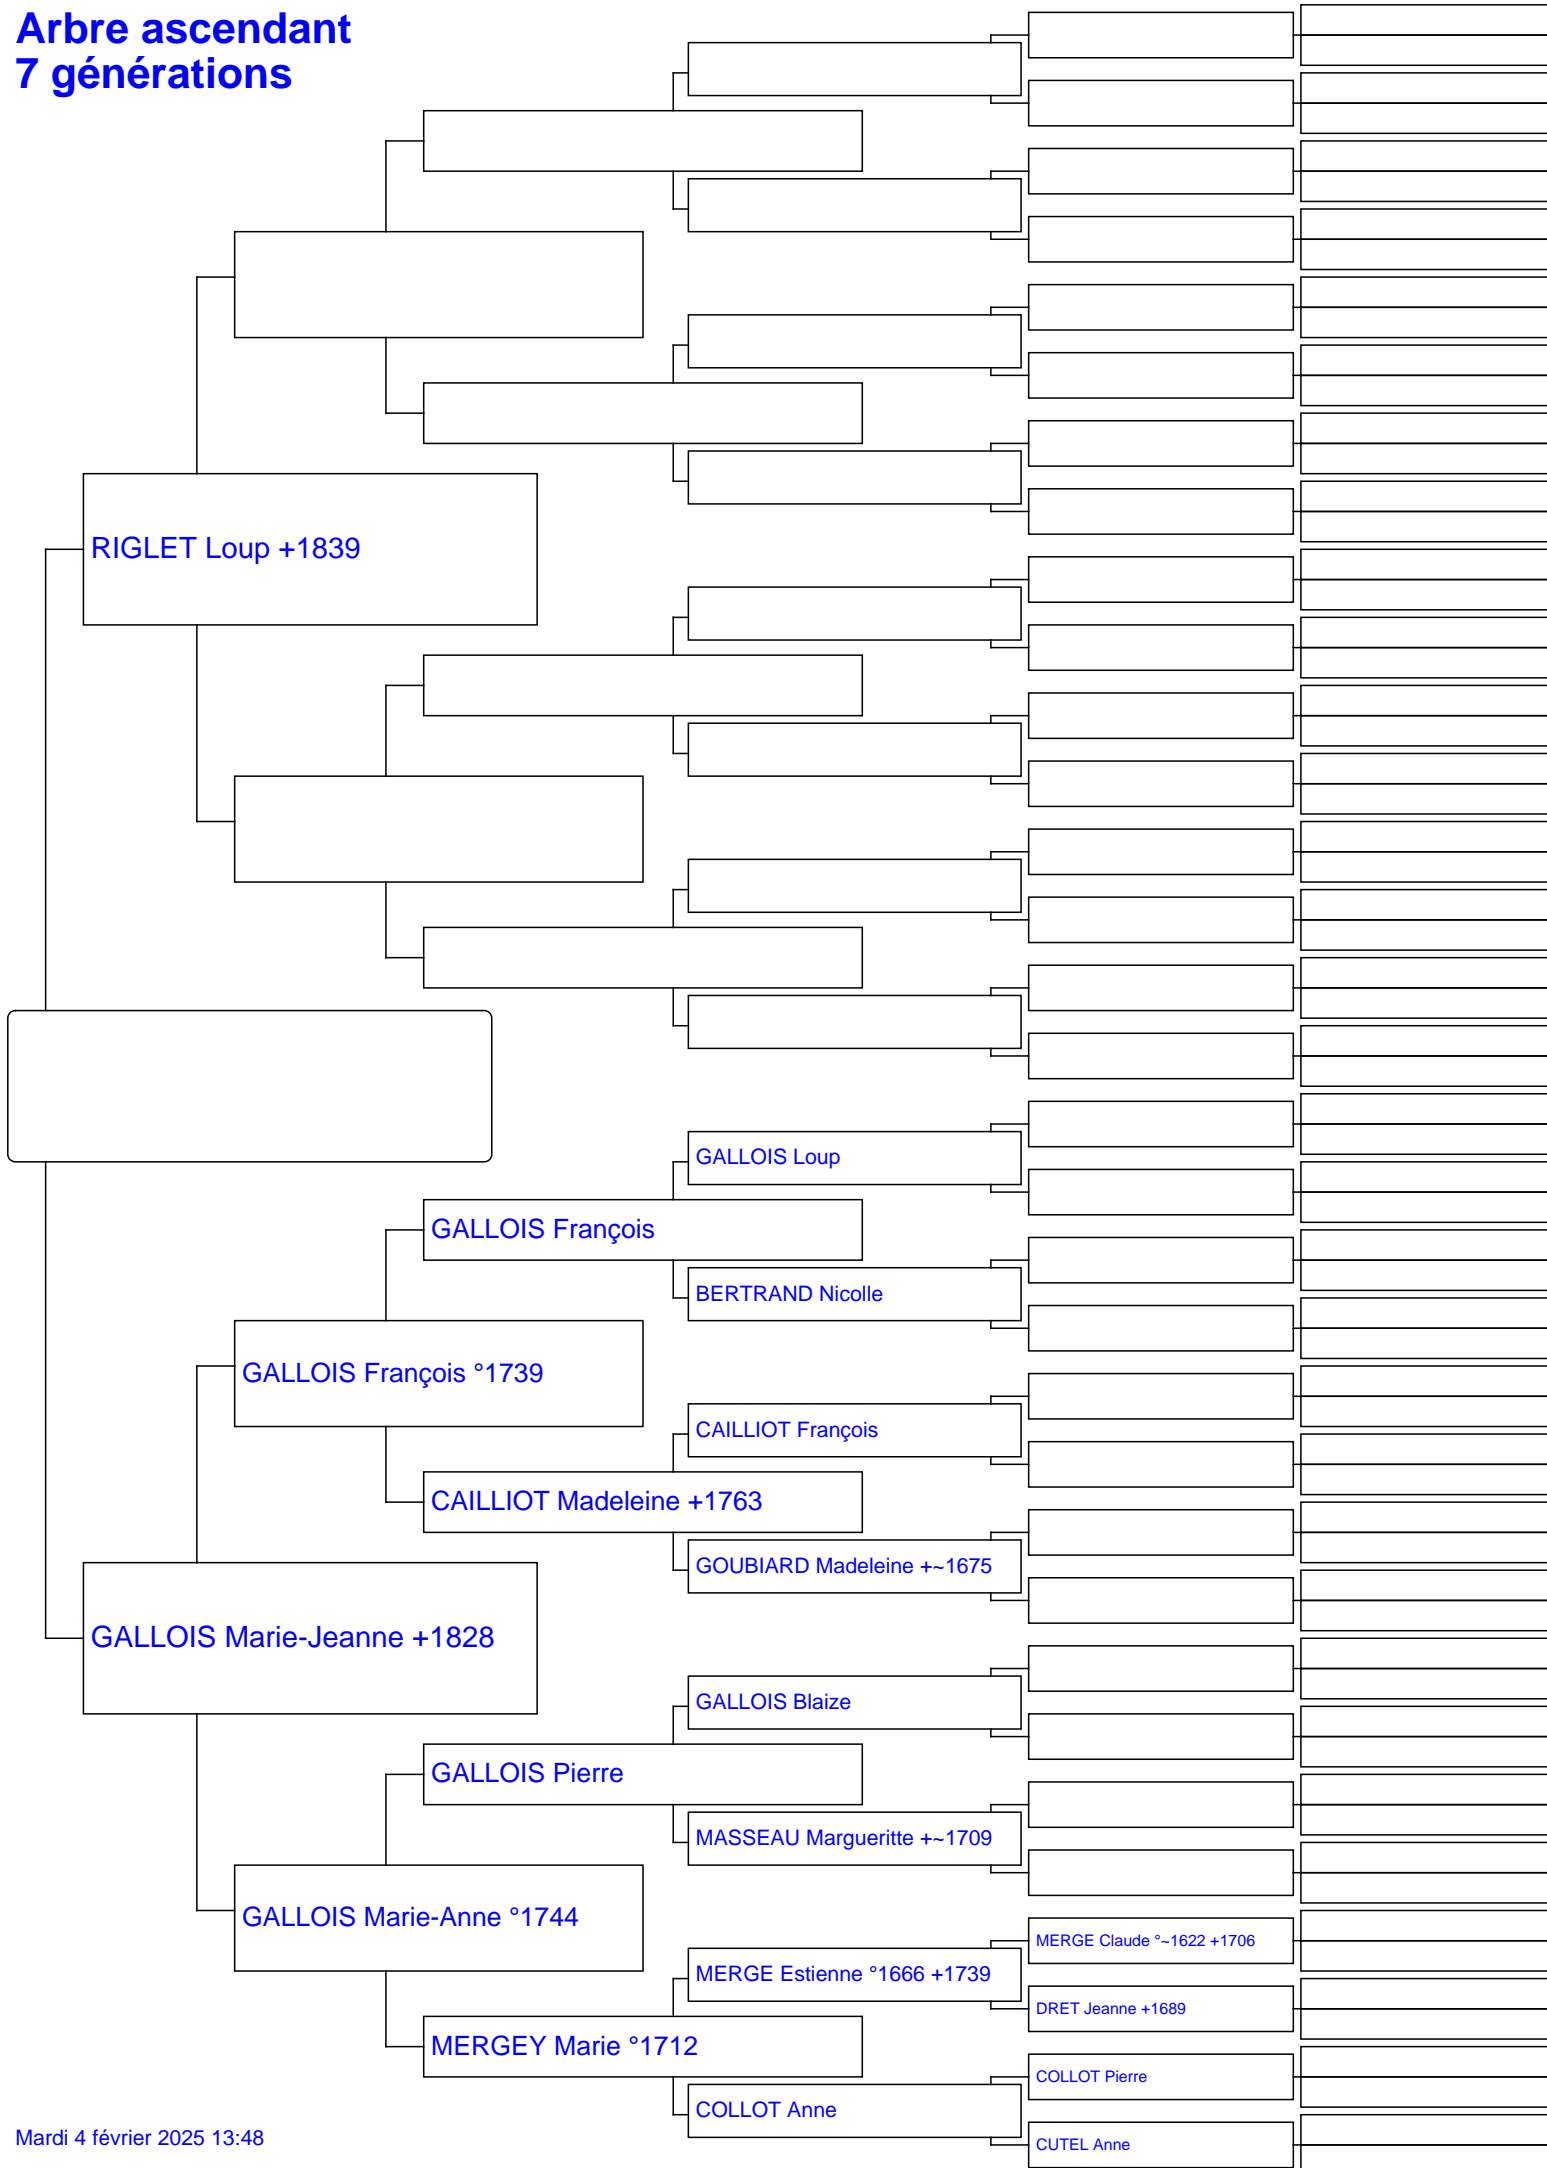 Arbre ascendant
7 générations
RIGLET Loup +1839
GALLOIS Loup
GALLOIS François
BERTRAND Nicolle
GALLOIS François °1739
CAILLIOT François
CAILLIOT Madeleine +1763
GOUBIARD Madeleine +~1675
GALLOIS Marie-Jeanne +1828
GALLOIS Blaize
GALLOIS Pierre
MASSEAU Margueritte +~1709
GALLOIS Marie-Anne °1744
MERGE Claude °~1622 +1706
MERGE Estienne °1666 +1739
DRET Jeanne +1689
MERGEY Marie °1712
COLLOT Pierre
COLLOT Anne
CUTEL Anne
Mardi 4 février 2025 13:48